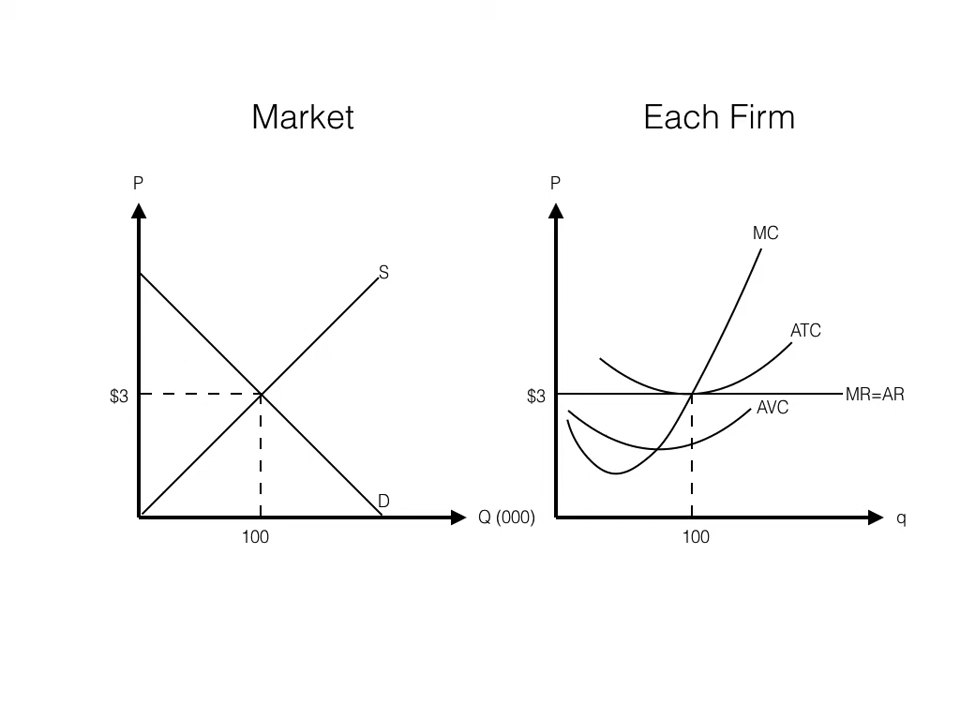 Market
Each Firm
P
S
$3
D
Q (000)
100
P
MC
ATC
$3
MR=AR
AVC
q
100